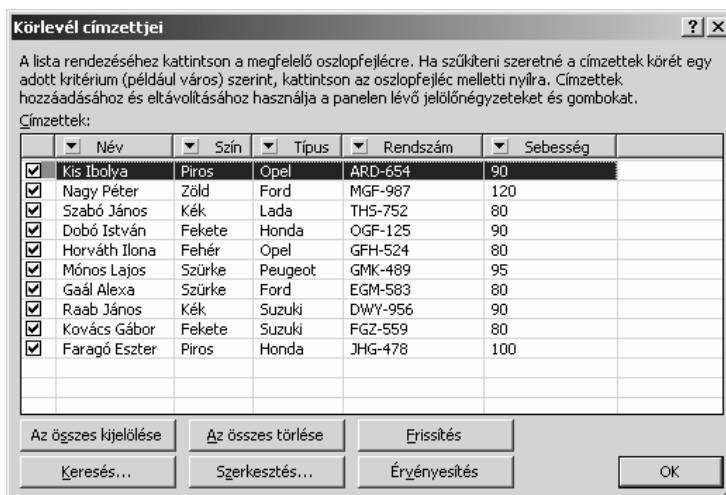 Körlevél címzettjei
A lista rendezéséhez kattintson a megfelelő oszlopfejlécre. Ha szűkíteni szeretné a címzettek körét egy
adott kritérium (például város) szerint, kattintson az oszlopfejléc melletti nyílra. Címzettek
hozzáadásához és eltávolításához használja a panelen lévő jelölőnégyzeteket és gombokat.
Címzettek:
Név Szín Típus Rendszám Sebesség
Kis Ibolya Piros Opel ARD-654 90
Nagy Péter Zöld Ford MGF-987 120
Szabó János Kék Lada THS-752 80
Dobó István Fekete Honda OGF-125 90
Horváth Ilona Fehér Opel GFH-524 80
Mónos Lajos Szürke Peugeot GMK-489 95
Gaál Alexa Szürke Ford EGM-583 80
Raab János Kék Suzuki DWY-956 90
Kovács Gábor Fekete Suzuki FGZ-559 80
Faragó Eszter Piros Honda JHG-478 100
Az összes kijelölése Az összes törlése Frissítés
Keresés... Szerkesztés... Érvényesítés OK